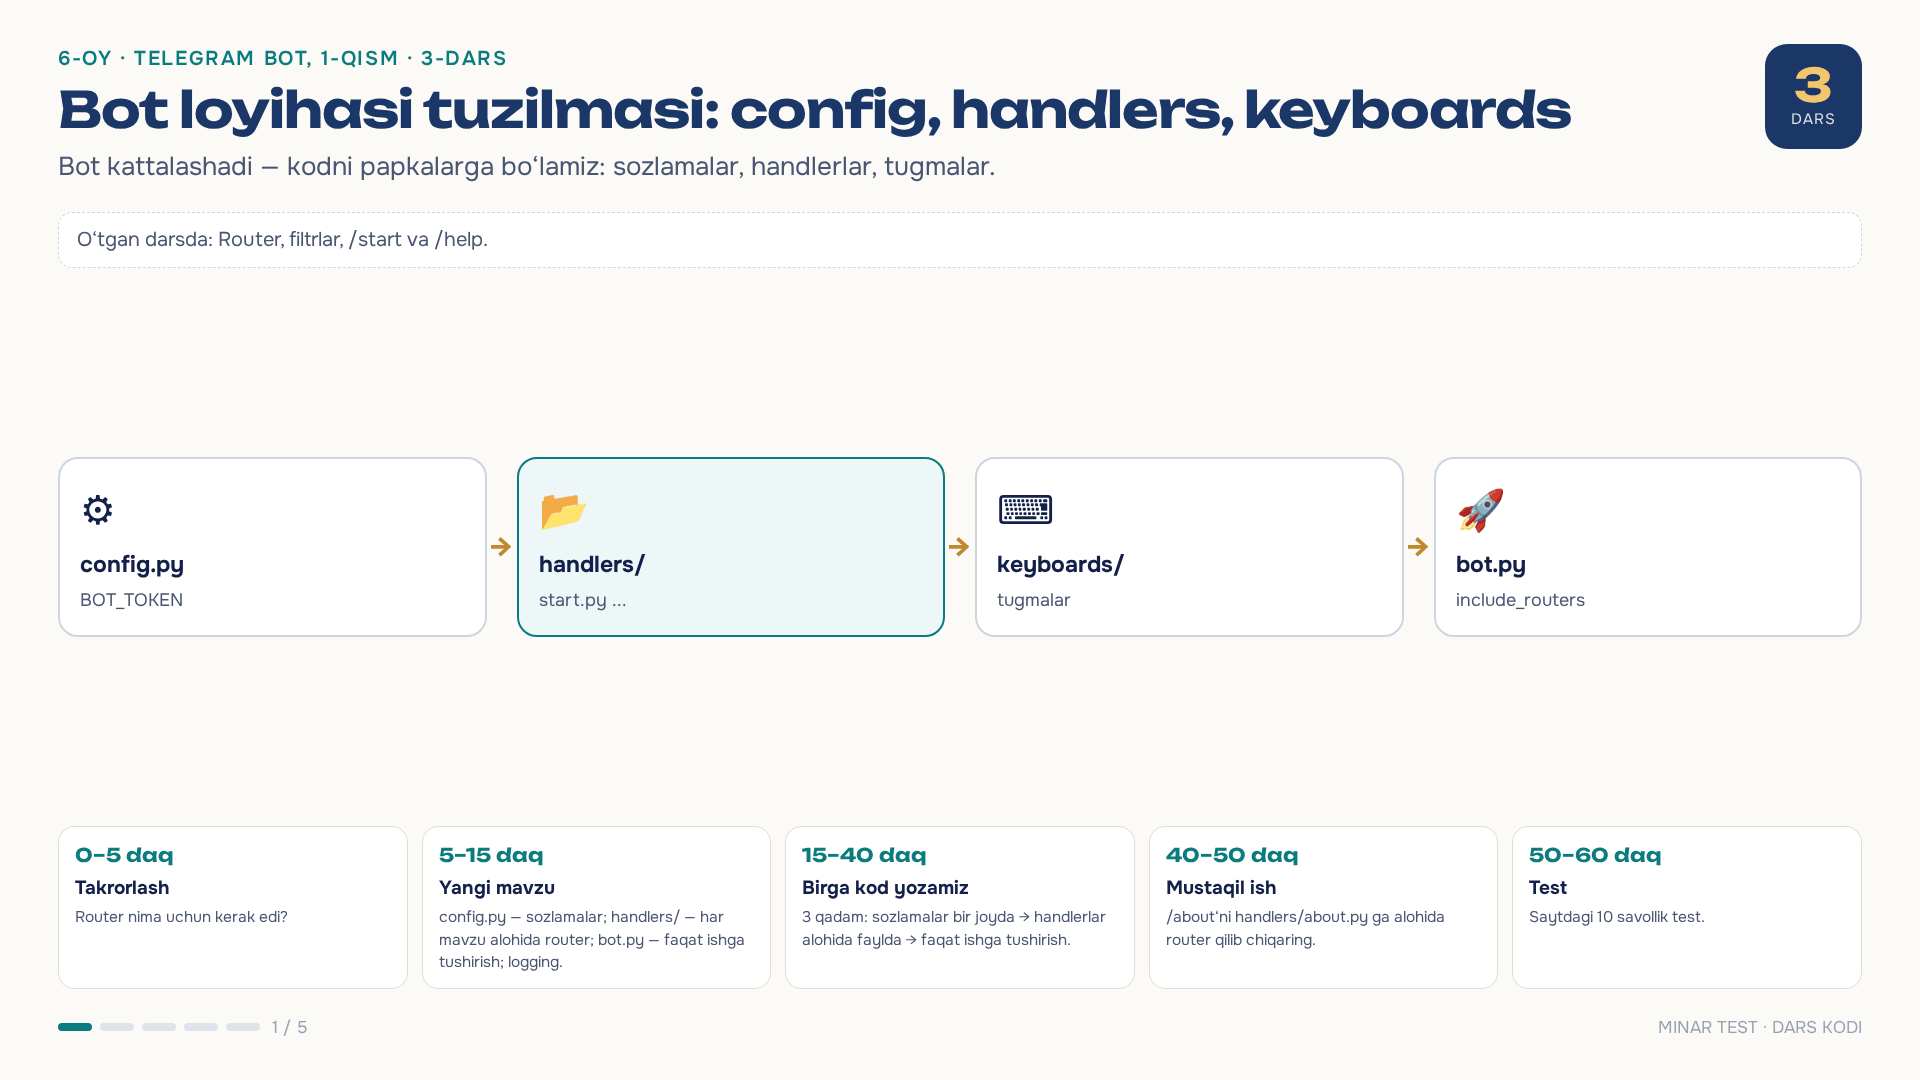 6-OY · TELEGRAM BOT, 1-QISM · 3-DARS
Bot loyihasi tuzilmasi: config, handlers, keyboards
Bot kattalashadi — kodni papkalarga bo‘lamiz: sozlamalar, handlerlar, tugmalar.
3
DARS
O‘tgan darsda: Router, filtrlar, /start va /help.
config.py
BOT_TOKEN
→
handlers/
start.py ...
→
keyboards/
tugmalar
→
bot.py
include_routers
0–5 daq
Takrorlash
Router nima uchun kerak edi?
5–15 daq
Yangi mavzu
config.py — sozlamalar; handlers/ — har
mavzu alohida router; bot.py — faqat ishga
tushirish; logging.
15–40 daq
Birga kod yozamiz
3 qadam: sozlamalar bir joyda → handlerlar
alohida faylda → faqat ishga tushirish.
40–50 daq
Mustaqil ish
/about‘ni handlers/about.py ga alohida
router qilib chiqaring.
50–60 daq
Test
Saytdagi 10 savollik test.
1 / 5
MINAR TEST · DARS KODI